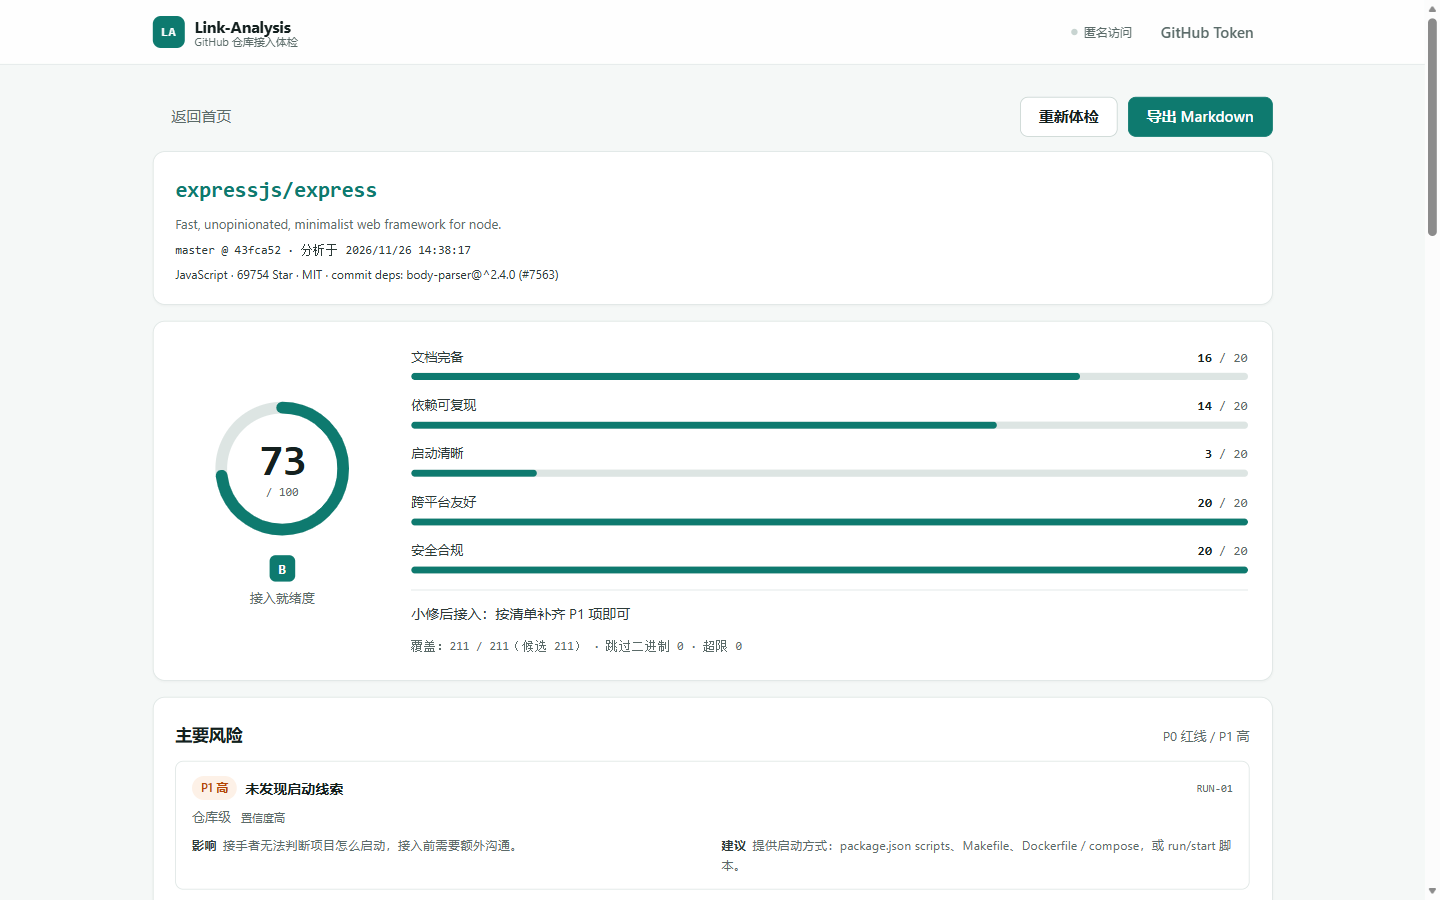 LA
Link-Analysis
GitHub 仓库接入体检
匿名访问
GitHub Token
返回首页
重新体检
导出 Markdown
expressjs/express
Fast, unopinionated, minimalist web framework for node.
master @ 43fca52 · 分析于 2026/11/26 14:38:17
JavaScript · 69754 Star · MIT · commit deps: body-parser@^2.4.0 (#7563)
73
/ 100
B
接入就绪度
文档完备 16 / 20
依赖可复现 14 / 20
启动清晰 3 / 20
跨平台友好 20 / 20
安全合规 20 / 20
小修后接入：按清单补齐 P1 项即可
覆盖：211 / 211（候选 211） · 跳过二进制 0 · 超限 0
主要风险
P0 红线 / P1 高
P1 高 未发现启动线索 RUN-01
仓库级 置信度高
影响 接手者无法判断项目怎么启动，接入前需要额外沟通。
建议 提供启动方式：package.json scripts、Makefile、Dockerfile / compose，或 run/start 脚
本。